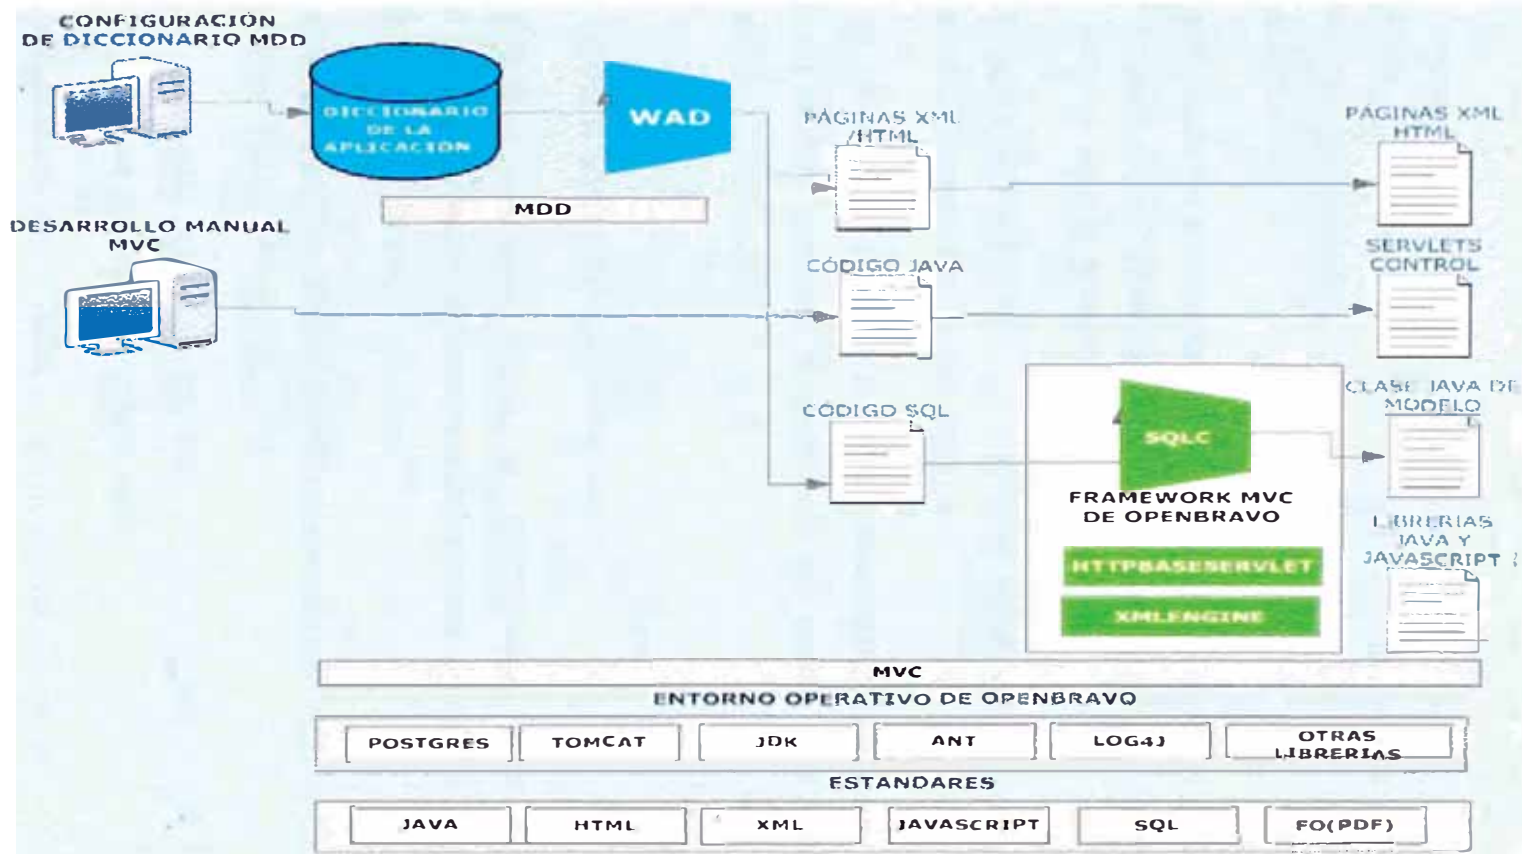 CONFIGURACIÓN
DE DICCIONARIO MDD
DICCIONARIO
DE LA
APLICACIÓN
WAD
MDD
PÁGINAS XML
/HTML
PÁGINAS XML
HTML
DESARROLLO MANUAL
MVC
CÓDIGO JAVA
SERVLETS
CONTROL
CÓDIGO SQL
SQLC
CLASE JAVA DE
MODELO
FRAMEWORK MVC
DE OPENBRAVO
HTTPBASESERVLET
XMLENGINE
LIBRERIAS
JAVA Y
JAVASCRIPT
MVC
ENTORNO OPERATIVO DE OPENBRAVO
POSTGRES
TOMCAT
JDK
ANT
LOG4J
OTRAS
LIBRERIAS
ESTANDARES
JAVA
HTML
XML
JAVASCRIPT
SQL
FO(PDF)